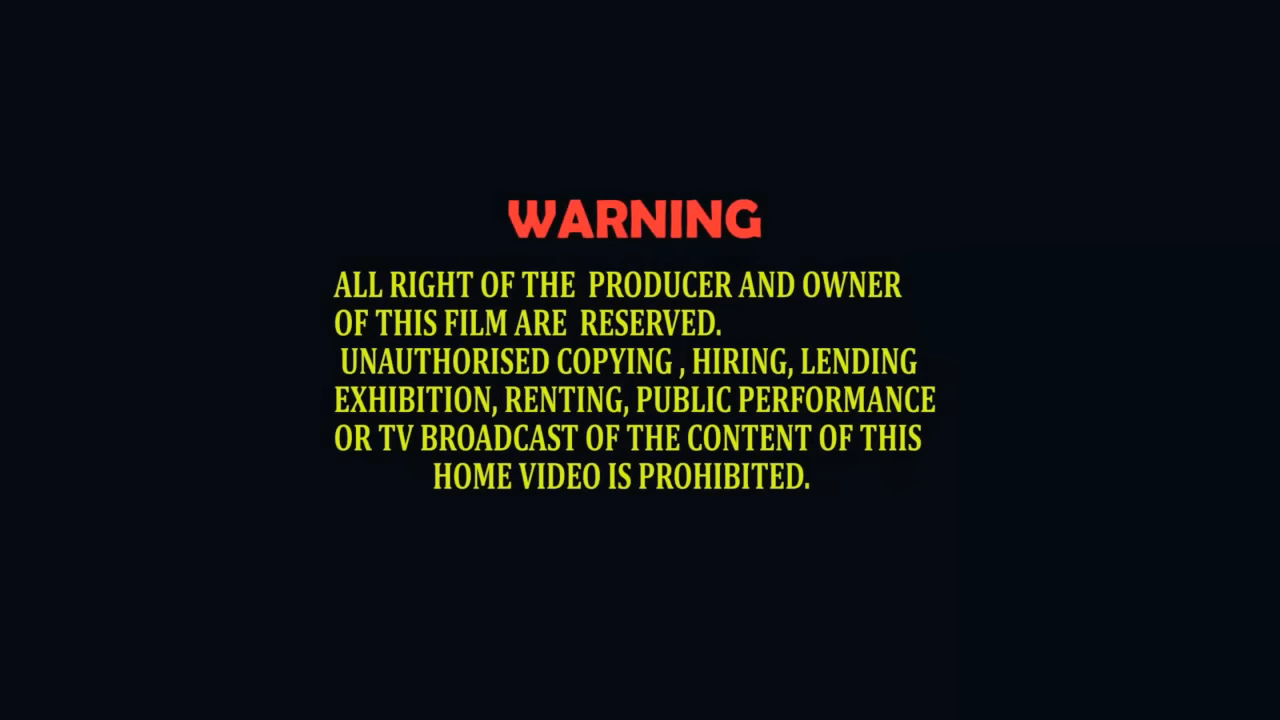 WARNING
ALL RIGHT OF THE PRODUCER AND OWNER
OF THIS FILM ARE RESERVED.
UNAUTHORISED COPYING , HIRING, LENDING
EXHIBITION, RENTING, PUBLIC PERFORMANCE
OR TV BROADCAST OF THE CONTENT OF THIS
HOME VIDEO IS PROHIBITED.